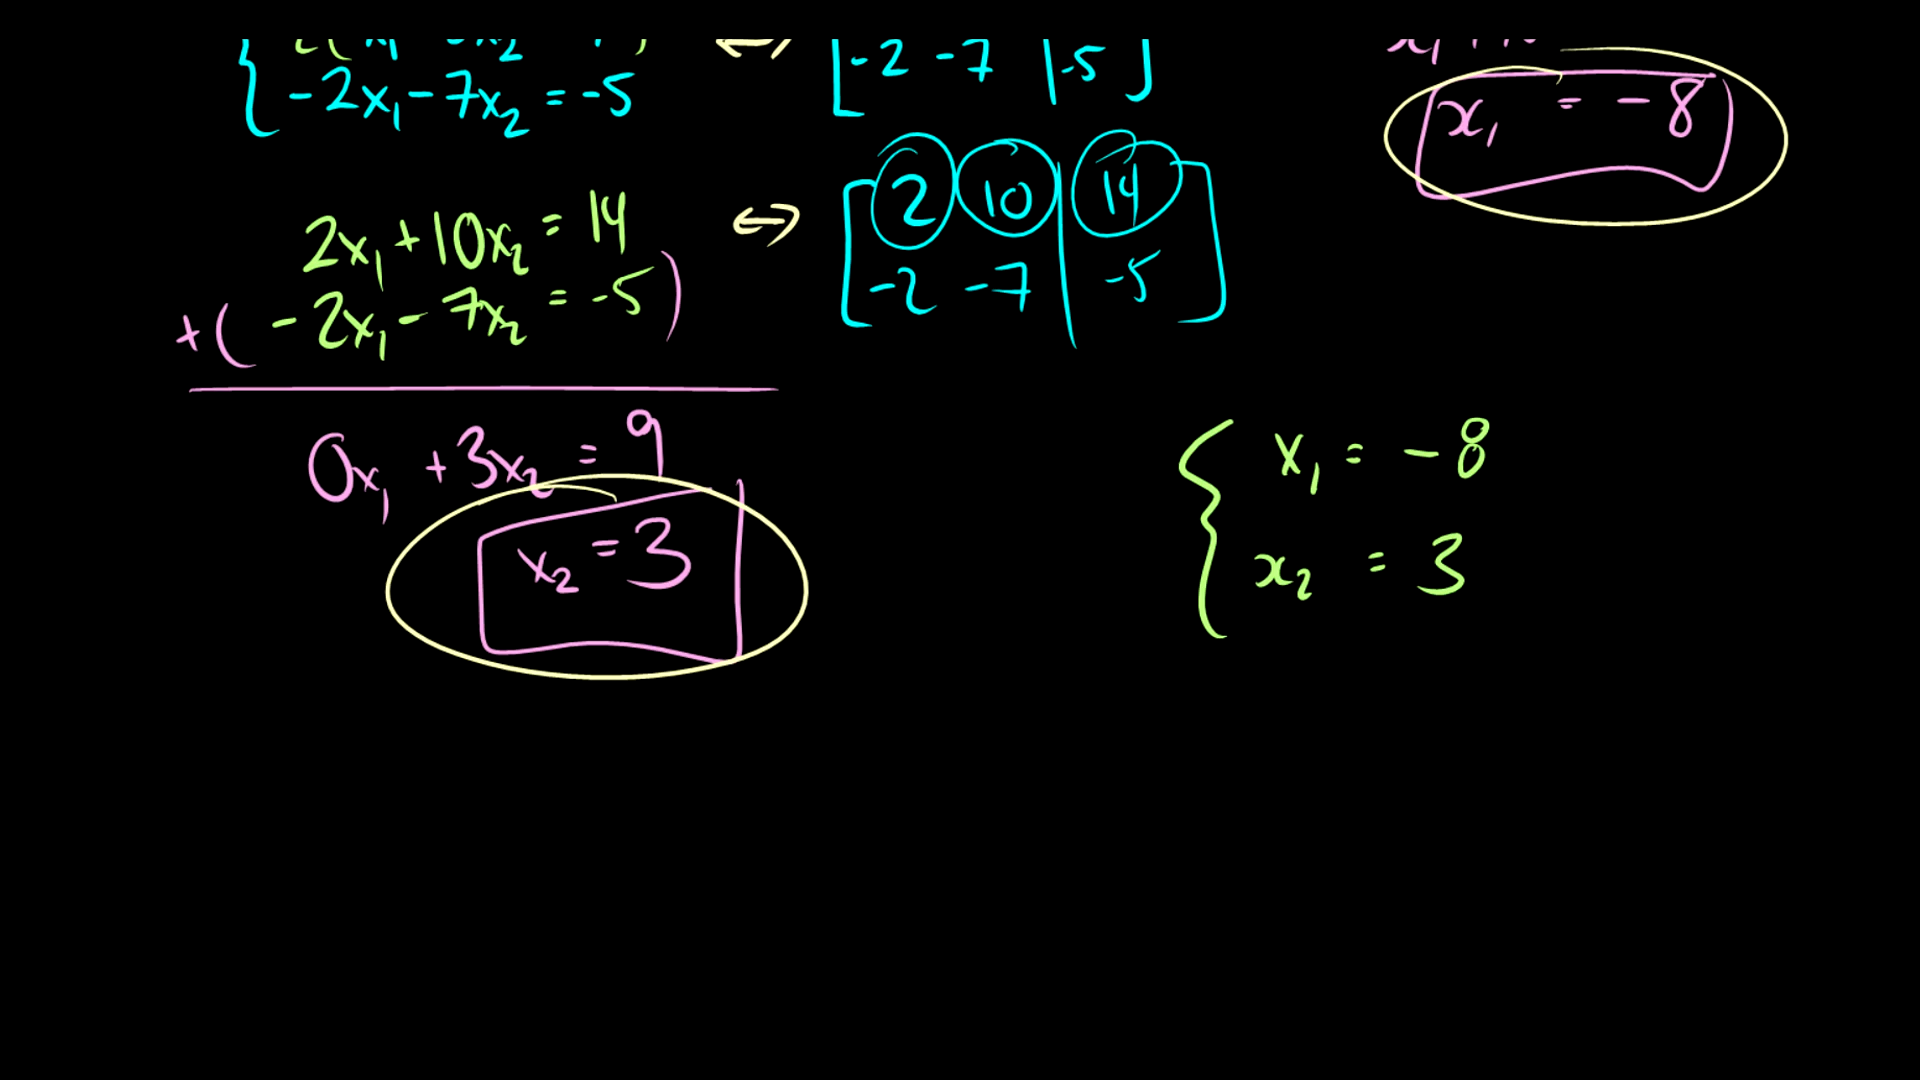 -2x₁ - 7x₂ = -5
[-2 -7 | -5]
x₁ = -8
2x₁ + 10x₂ = 14
+( -2x₁ - 7x₂ = -5 )
[2 10 | 14
-2 -7 | -5]
0x₁ + 3x₂ = 9
x₂ = 3
{ x₁ = -8
x₂ = 3